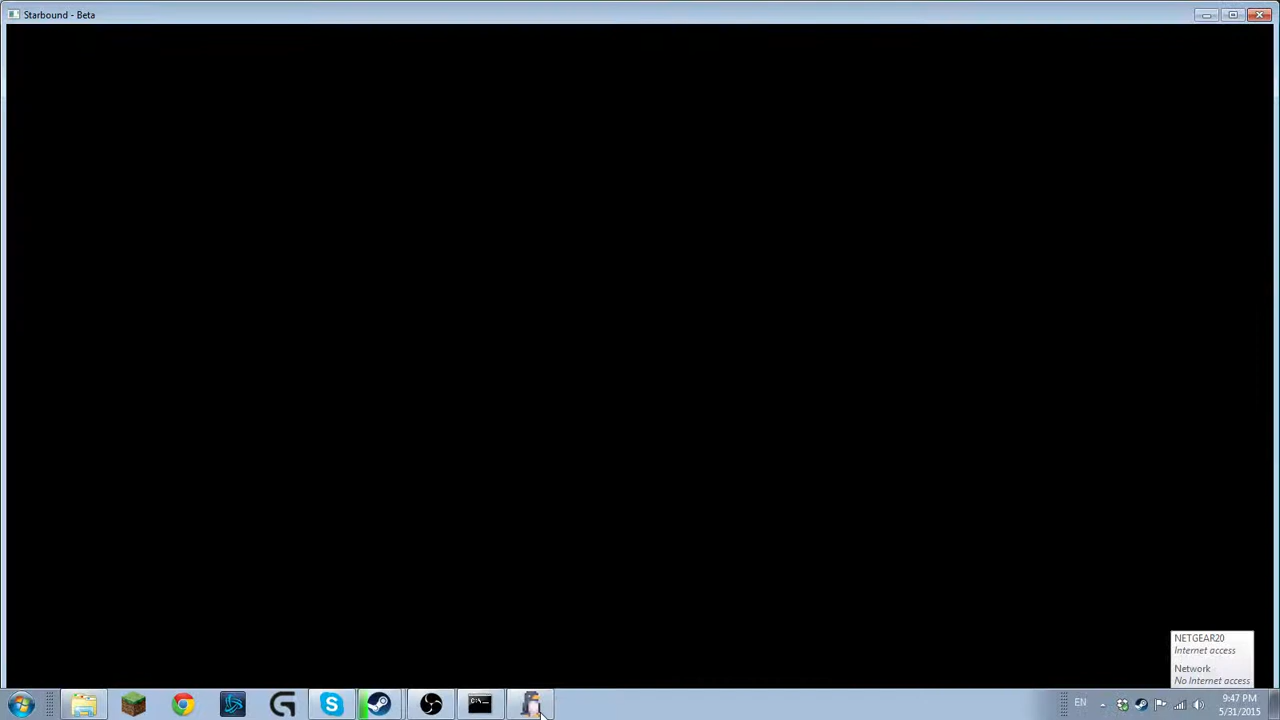 Starbound - Beta
NETGEAR20
Internet access
Network
No Internet access
C:\.
EN
9:47 PM
5/31/2015